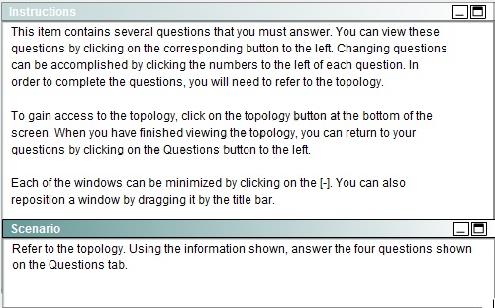 Instructions
This item contains several questions that you must answer. You can view these
questions by clicking on the corresponding button to the left. Changing questions
can be accomplished by clicking the numbers to the left of each question. In
order to complete the questions, you will need to refer to the topology.
To gain access to the topology, click on the topology button at the bottom of the
screen. When you have finished viewing the topology, you can return to your
questions by clicking on the Questions button to the left.
Each of the windows can be minimized by clicking on the [-]. You can also
reposition a window by dragging it by the title bar.
Scenario
Refer to the topology. Using the information shown, answer the four questions shown
on the Questions tab.